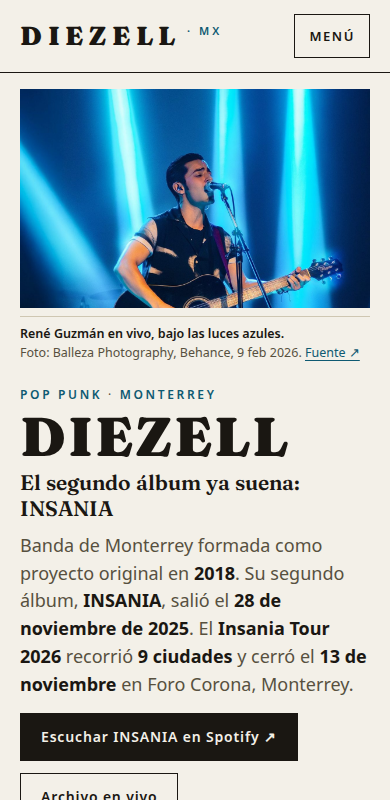 DIEZELL · MX
MENÚ
René Guzmán en vivo, bajo las luces azules.
Foto: Balleza Photography, Behance, 9 feb 2026. Fuente ↗
POP PUNK · MONTERREY
DIEZELL
El segundo álbum ya suena:
INSANIA
Banda de Monterrey formada como
proyecto original en 2018. Su segundo
álbum, INSANIA, salió el 28 de
noviembre de 2025. El Insania Tour
2026 recorrió 9 ciudades y cerró el 13 de
noviembre en Foro Corona, Monterrey.
Escuchar INSANIA en Spotify ↗
Archivo en vivo